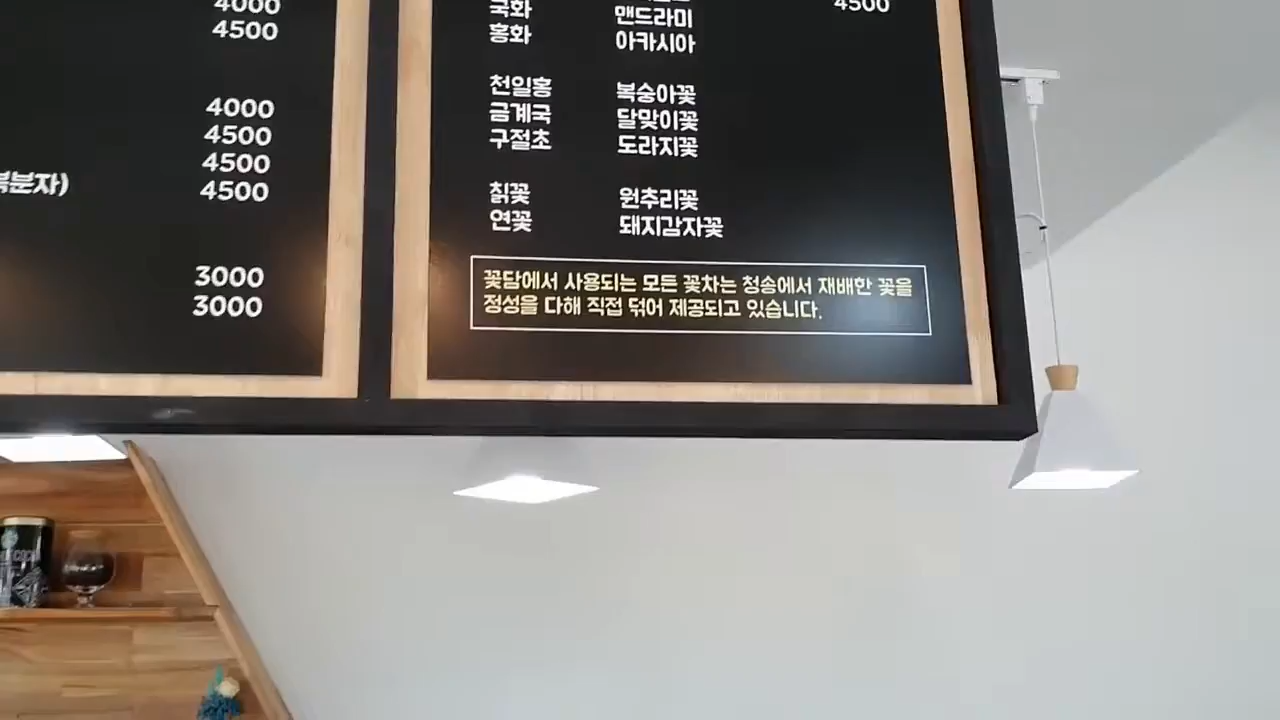 4000
4500
4000
4500
4500
복분자) 4500
3000
3000
4500
국화 맨드라미
홍화 아카시아
천일홍 복숭아꽃
금계국 달맞이꽃
구절초 도라지꽃
칡꽃 원추리꽃
연꽃 돼지감자꽃
꽃담에서 사용되는 모든 꽃차는 청송에서 재배한 꽃을
정성을 다해 직접 덖어 제공되고 있습니다.